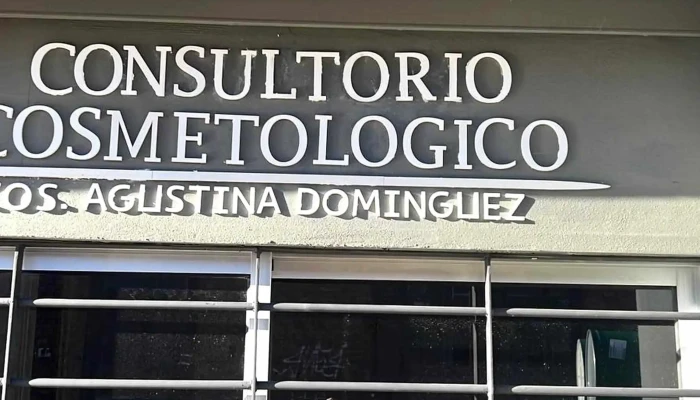 CONSULTORIO
COSMETOLOGICO
COS. AGUSTINA DOMINGUEZ